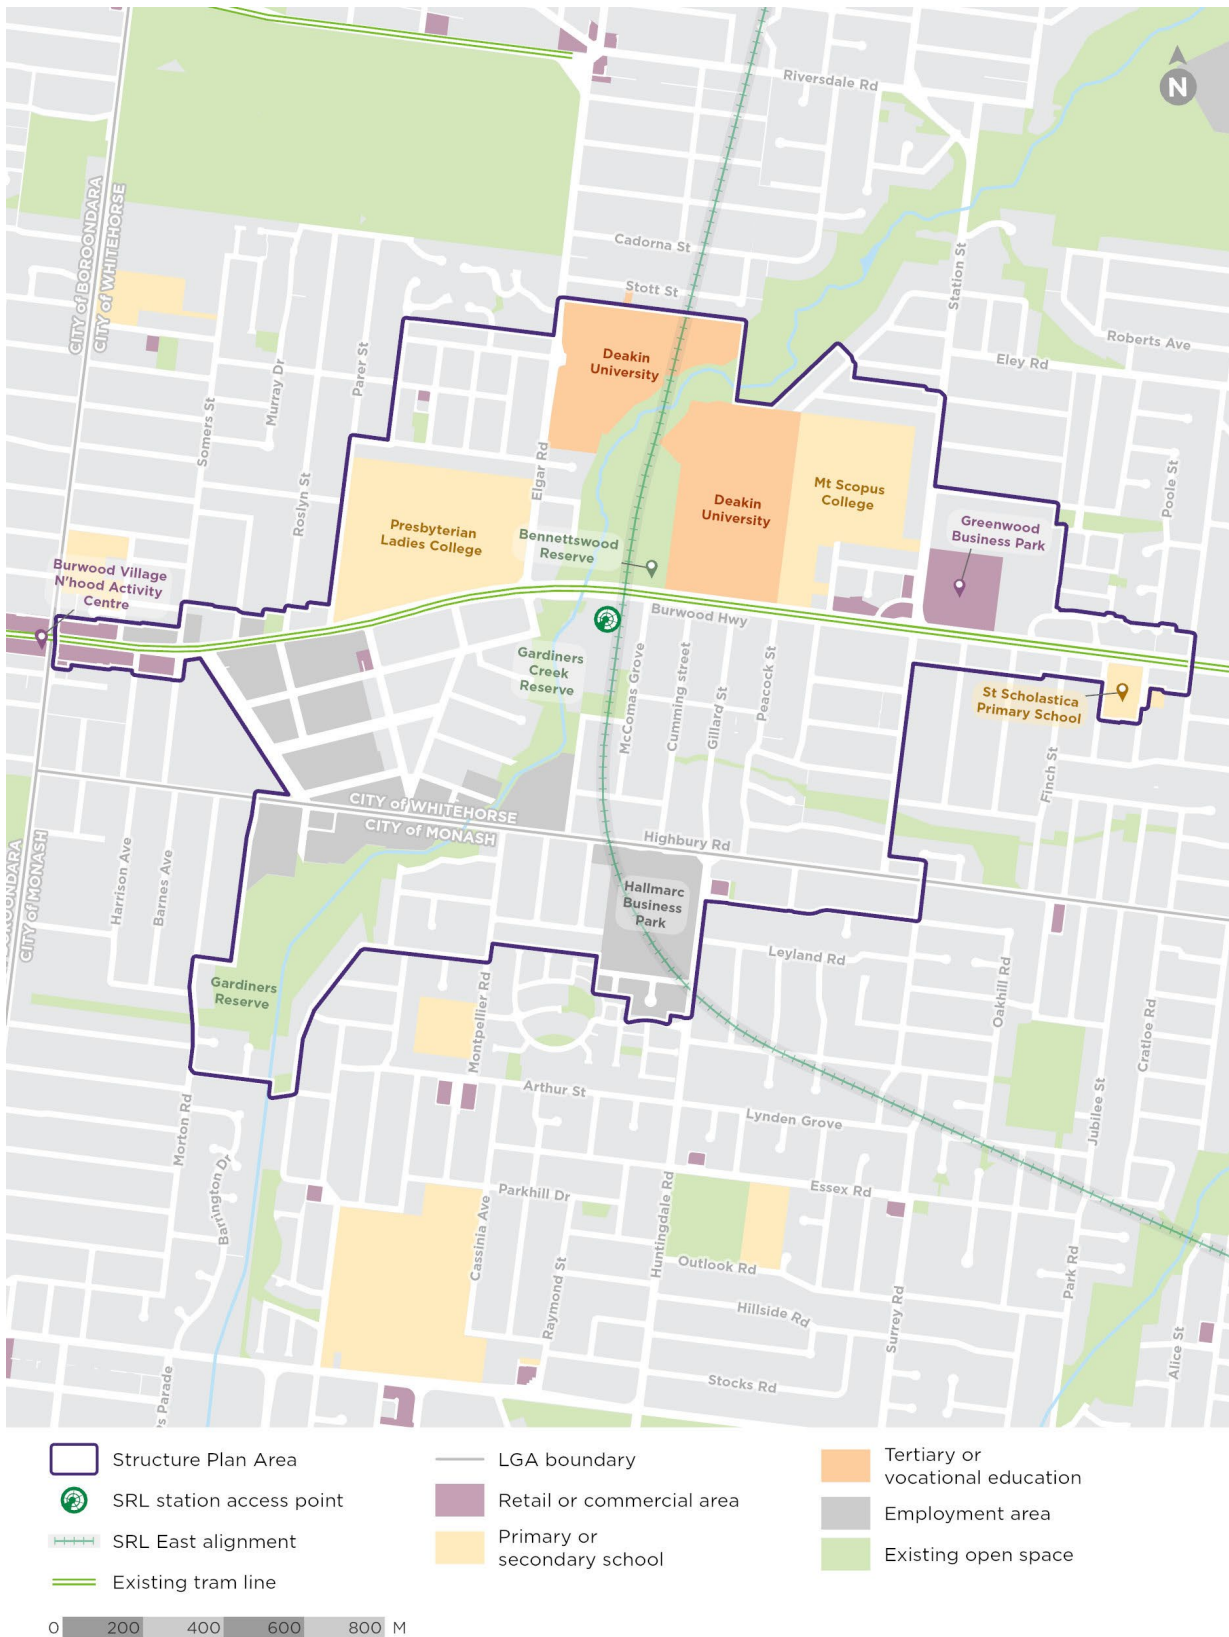 Riversdale Rd
N
CITY of BOROONDARA
CITY of WHITEHORSE
Cadorna St
Stott St
Station St
Roberts Ave
Eley Rd
Deakin
University
Parer St
Murray Dr
Somers St
Roslyn St
Elgar Rd
Poole St
Mt Scopus
College
Deakin
University
Presbyterian
Ladies College
Bennettswood
Reserve
Greenwood
Business Park
Burwood Village
N'hood Activity
Centre
Burwood Hwy
Gardiners
Creek
Reserve
McComas Grove
Cumming street
Gillard St
Peacock St
St Scholastica
Primary School
Finch St
CITY of WHITEHORSE
CITY of MONASH
Highbury Rd
BOROONDARA
CITY of MONASH
Harrison Ave
Barnes Ave
Hallmarc
Business
Park
Leyland Rd
Oakhill Rd
Cratloe Rd
Gardiners
Reserve
Montpellier Rd
Arthur St
Lynden Grove
Jubilee St
Morton Rd
Barrington Dr
Parkhill Dr
Essex Rd
Cassinia Ave
Huntingdale Rd
Outlook Rd
Park Rd
Raymond St
Hillside Rd
Surrey Rd
Alice St
Stocks Rd
Parade
Structure Plan Area
SRL station access point
SRL East alignment
Existing tram line
LGA boundary
Retail or commercial area
Primary or
secondary school
Tertiary or
vocational education
Employment area
Existing open space
0 200 400 600 800 M